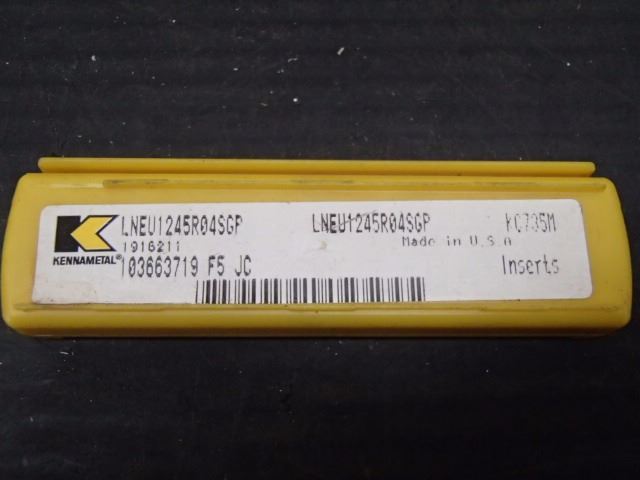 LNEU1245R04SGP LNEU1245R04SGP KC735M
1916211 Made in U.S.A
KENNAMETAL® 103663719 F5 JC Inserts